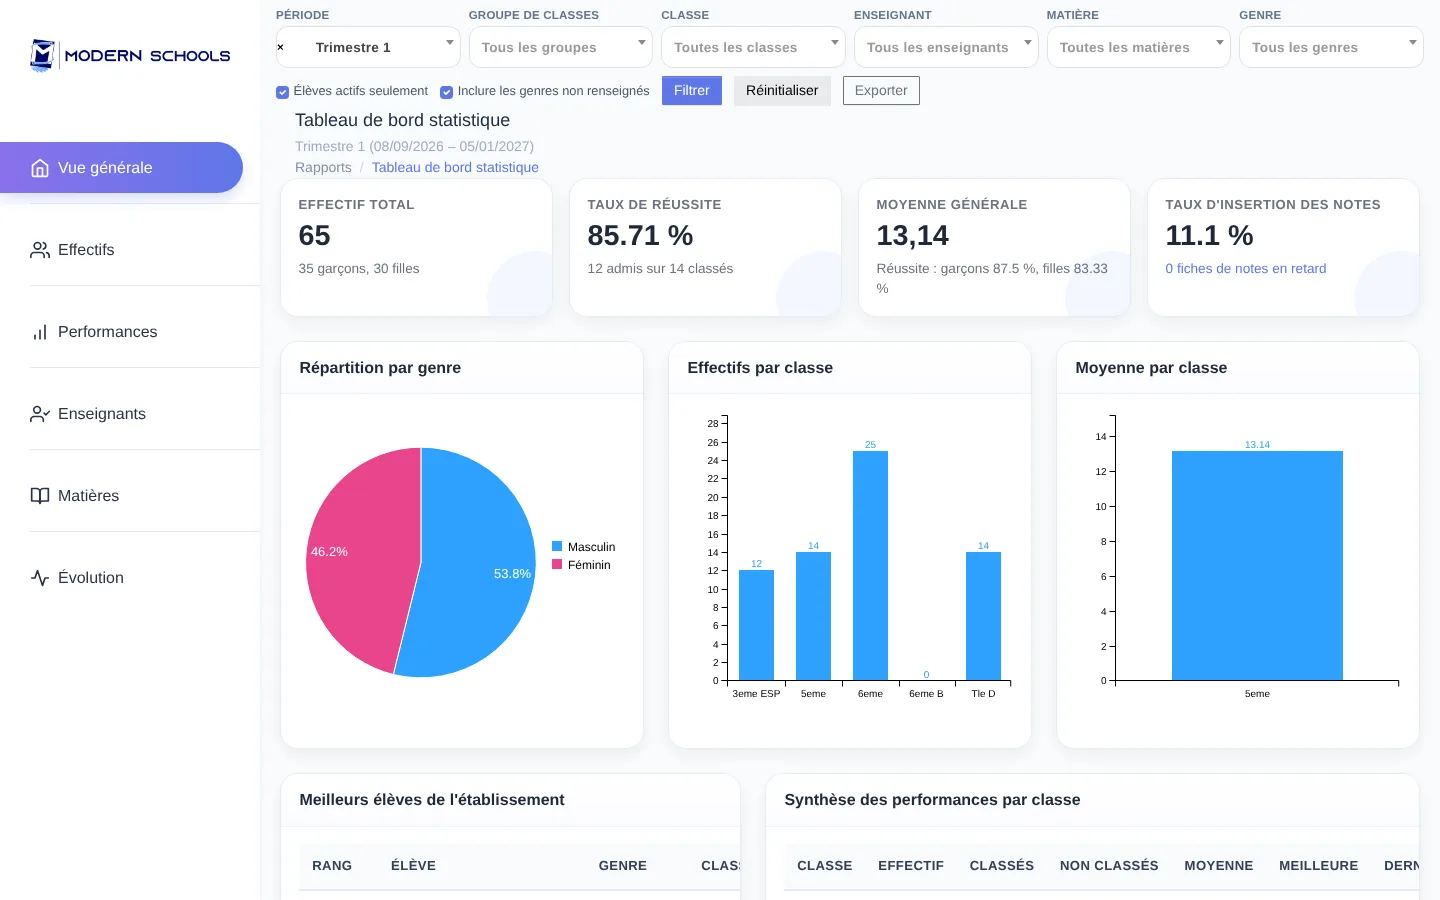 MODERN SCHOOLS
Vue générale
Effectifs
Performances
Enseignants
Matières
Évolution
PÉRIODE
× Trimestre 1
GROUPE DE CLASSES
Tous les groupes
CLASSE
Toutes les classes
ENSEIGNANT
Tous les enseignants
MATIÈRE
Toutes les matières
GENRE
Tous les genres
Élèves actifs seulement
Inclure les genres non renseignés
Filtrer
Réinitialiser
Exporter
Tableau de bord statistique
Trimestre 1 (08/09/2026 – 05/01/2027)
Rapports / Tableau de bord statistique
EFFECTIF TOTAL
65
35 garçons, 30 filles
TAUX DE RÉUSSITE
85.71 %
12 admis sur 14 classés
MOYENNE GÉNÉRALE
13,14
Réussite : garçons 87.5 %, filles 83.33
%
TAUX D'INSERTION DES NOTES
11.1 %
0 fiches de notes en retard
Répartition par genre
46.2%
53.8%
Masculin
Féminin
Effectifs par classe
28
26
24
22
20
18
16
14
12
10
8
6
4
2
0
12
14
25
0
14
3eme ESP
5eme
6eme
6eme B
Tle D
Moyenne par classe
14
12
10
8
6
4
2
0
13.14
5eme
Meilleurs élèves de l'établissement
RANG ÉLÈVE GENRE CLAS
Synthèse des performances par classe
CLASSE EFFECTIF CLASSÉS NON CLASSÉS MOYENNE MEILLEURE DERN